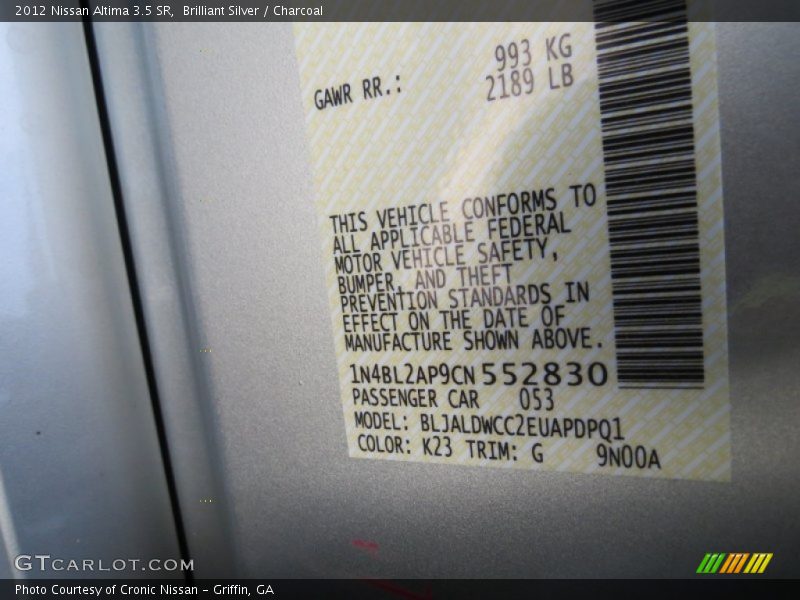 2012 Nissan Altima 3.5 SR, Brilliant Silver / Charcoal
993 KG
GAWR RR.: 2189 LB
THIS VEHICLE CONFORMS TO
ALL APPLICABLE FEDERAL
MOTOR VEHICLE SAFETY,
BUMPER, AND THEFT
PREVENTION STANDARDS IN
EFFECT ON THE DATE OF
MANUFACTURE SHOWN ABOVE.
1N4BL2AP9CN552830
PASSENGER CAR 053
MODEL: BLJALDWCC2EUAPDPQ1
COLOR: K23 TRIM: G 9N00A
GTCARLOT.COM
Photo Courtesy of Cronic Nissan - Griffin, GA